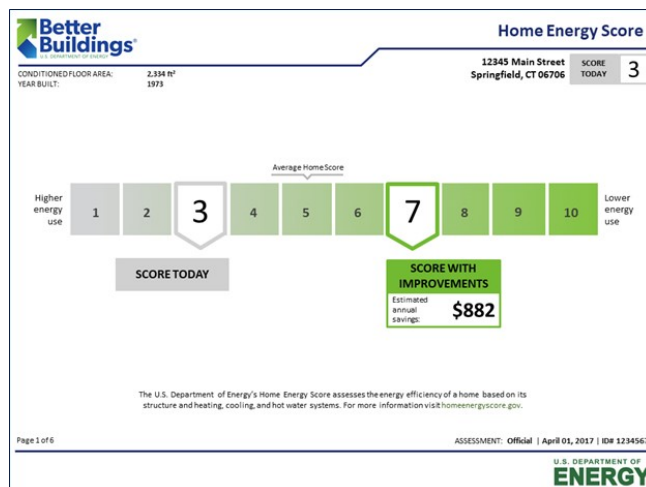 Better
Buildings®
U.S. DEPARTMENT OF ENERGY
Home Energy Score
CONDITIONED FLOOR AREA: 2,334 ft²
YEAR BUILT: 1973
12345 Main Street
Springfield, CT 06706
SCORE
TODAY
3
Average Home Score
Higher
energy
use
1 2 3 4 5 6 7 8 9 10
Lower
energy
use
SCORE TODAY
SCORE WITH
IMPROVEMENTS
Estimated
annual
savings:
$882
The U.S. Department of Energy's Home Energy Score assesses the energy efficiency of a home based on its
structure and heating, cooling, and hot water systems. For more information visit homeenergyscore.gov.
Page 1 of 6
ASSESSMENT: Official | April 01, 2017 | ID# 1234567
U.S. DEPARTMENT OF
ENERGY